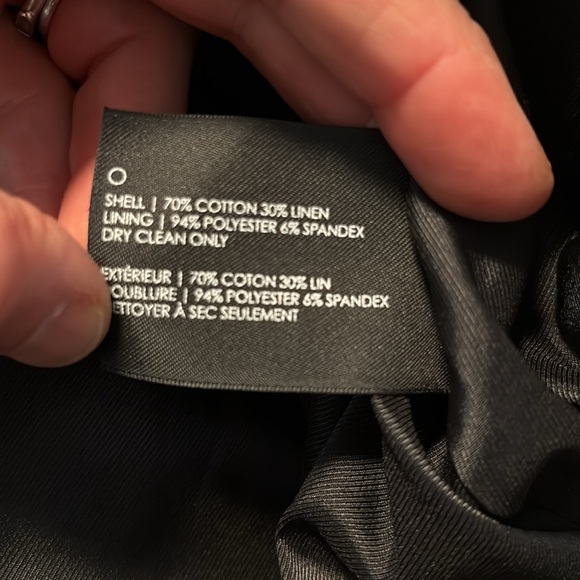 SHELL | 70% COTTON 30% LINEN
LINING | 94% POLYESTER 6% SPANDEX
DRY CLEAN ONLY
EXTÉRIEUR | 70% COTON 30% LIN
OUBLURE | 94% POLYESTER 6% SPANDEX
ETTOYER À SEC SEULEMENT